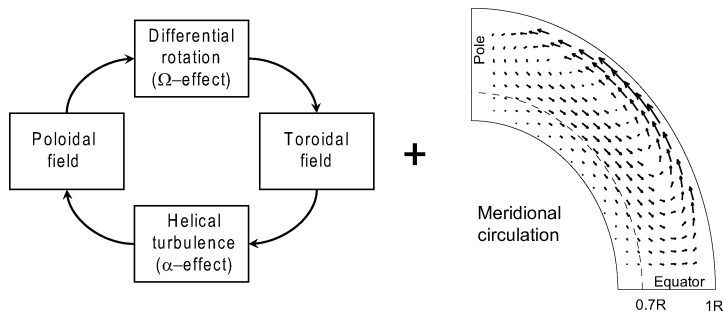 Differential
rotation
(Ω–effect)
Poloidal
field
Toroidal
field
Helical
turbulence
(α–effect)
+
Pole
Meridional
circulation
Equator
0.7R
1R